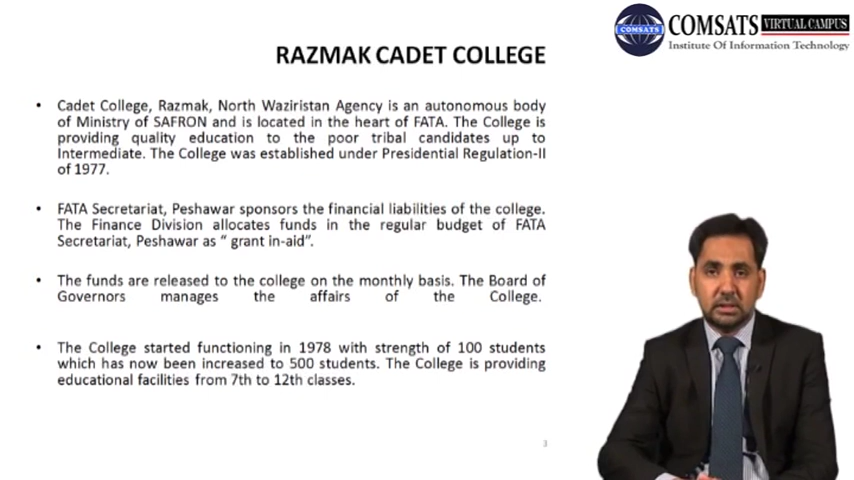 COMSATS
COMSATS VIRTUAL CAMPUS
Institute Of Information Technology
RAZMAK CADET COLLEGE
• Cadet College, Razmak, North Waziristan Agency is an autonomous body
of Ministry of SAFRON and is located in the heart of FATA. The College is
providing quality education to the poor tribal candidates up to
Intermediate. The College was established under Presidential Regulation-II
of 1977.
• FATA Secretariat, Peshawar sponsors the financial liabilities of the college.
The Finance Division allocates funds in the regular budget of FATA
Secretariat, Peshawar as “ grant in-aid”.
• The funds are released to the college on the monthly basis. The Board of
Governors manages the affairs of the College.
• The College started functioning in 1978 with strength of 100 students
which has now been increased to 500 students. The College is providing
educational facilities from 7th to 12th classes.
3